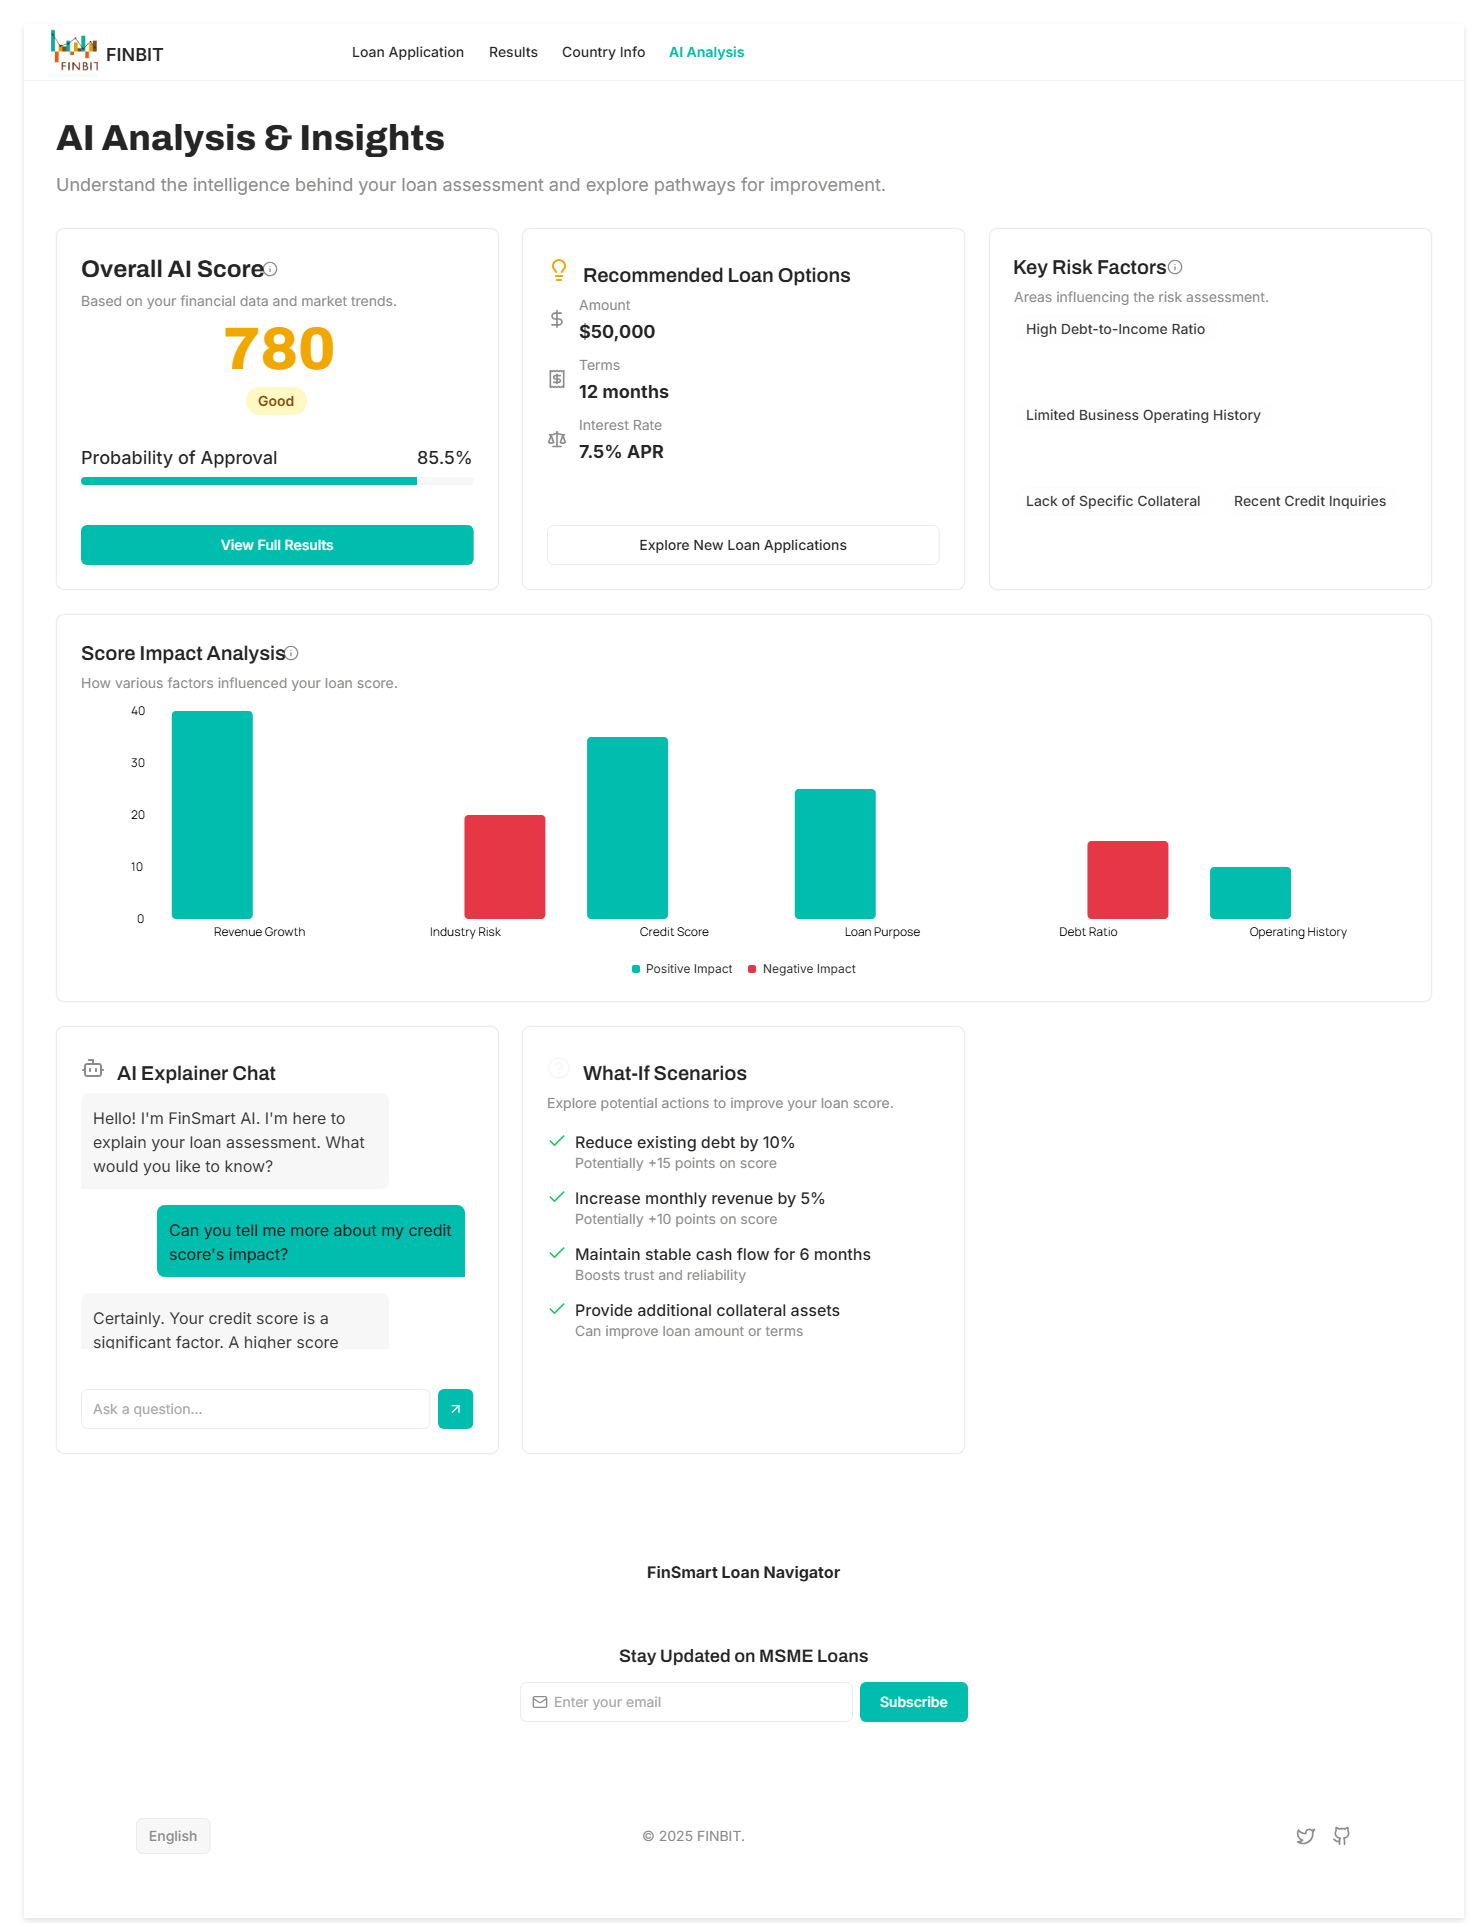 FINBIT
FINBIT
Loan Application
Results
Country Info
AI Analysis
AI Analysis & Insights
Understand the intelligence behind your loan assessment and explore pathways for improvement.
Overall AI Score
Based on your financial data and market trends.
780
Good
Probability of Approval
85.5%
View Full Results
Recommended Loan Options
Amount
$50,000
Terms
12 months
Interest Rate
7.5% APR
Explore New Loan Applications
Key Risk Factors
Areas influencing the risk assessment.
High Debt-to-Income Ratio
Limited Business Operating History
Lack of Specific Collateral
Recent Credit Inquiries
Score Impact Analysis
How various factors influenced your loan score.
40
30
20
10
0
Revenue Growth
Industry Risk
Credit Score
Loan Purpose
Debt Ratio
Operating History
Positive Impact
Negative Impact
AI Explainer Chat
Hello! I'm FinSmart AI. I'm here to
explain your loan assessment. What
would you like to know?
Can you tell me more about my credit
score's impact?
Certainly. Your credit score is a
significant factor. A higher score
Ask a question...
What-If Scenarios
Explore potential actions to improve your loan score.
Reduce existing debt by 10%
Potentially +15 points on score
Increase monthly revenue by 5%
Potentially +10 points on score
Maintain stable cash flow for 6 months
Boosts trust and reliability
Provide additional collateral assets
Can improve loan amount or terms
FinSmart Loan Navigator
Stay Updated on MSME Loans
Enter your email
Subscribe
English
© 2025 FINBIT.